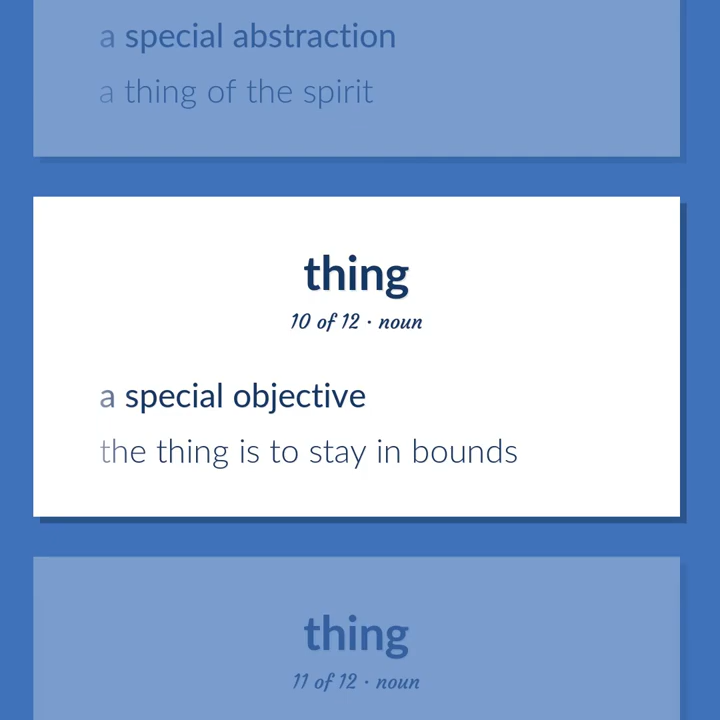 a special abstraction
a thing of the spirit
thing
10 of 12 · noun
a special objective
the thing is to stay in bounds
thing
11 of 12 · noun